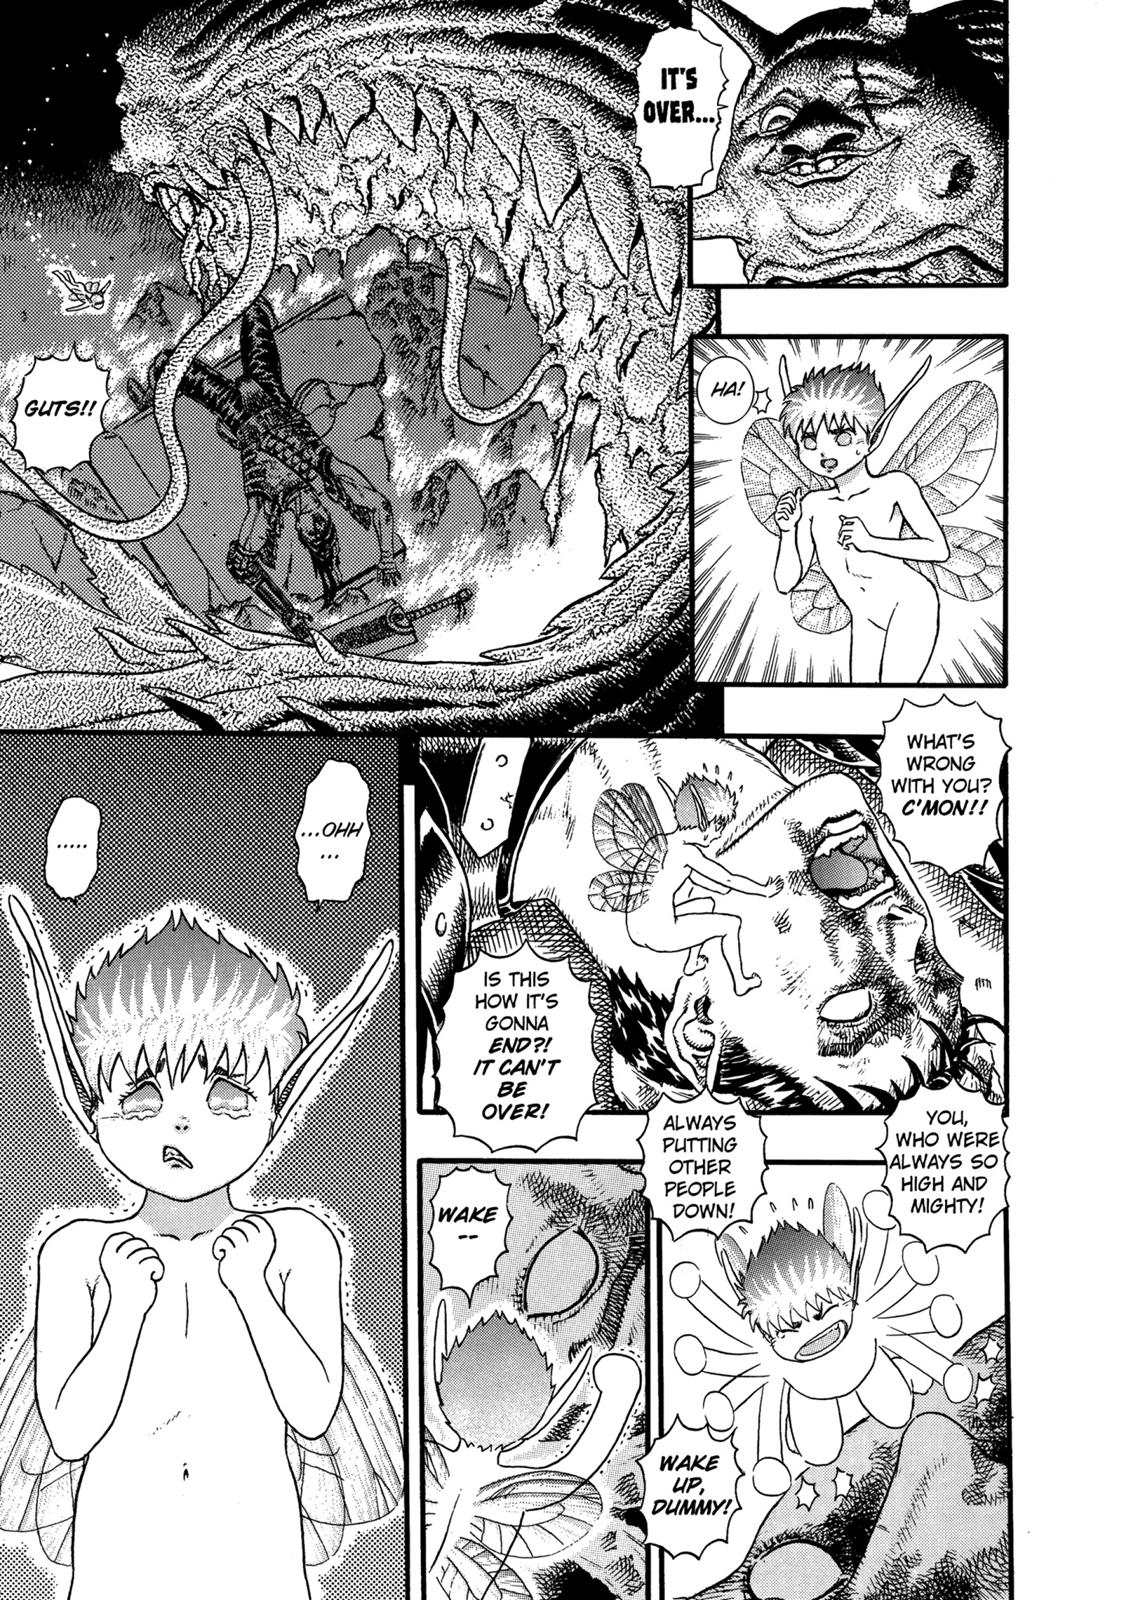 IT'S
OVER...
HA!
GUTS!!
WHAT'S
WRONG
WITH YOU?
C'MON!!
IS THIS
HOW IT'S
GONNA
END?!
IT CAN'T
BE
OVER!
YOU,
WHO WERE
ALWAYS SO
HIGH AND
MIGHTY!
ALWAYS
PUTTING
OTHER
PEOPLE
DOWN!
WAKE
UP,
DUMMY!
WAKE
--
...OHH
...
.....